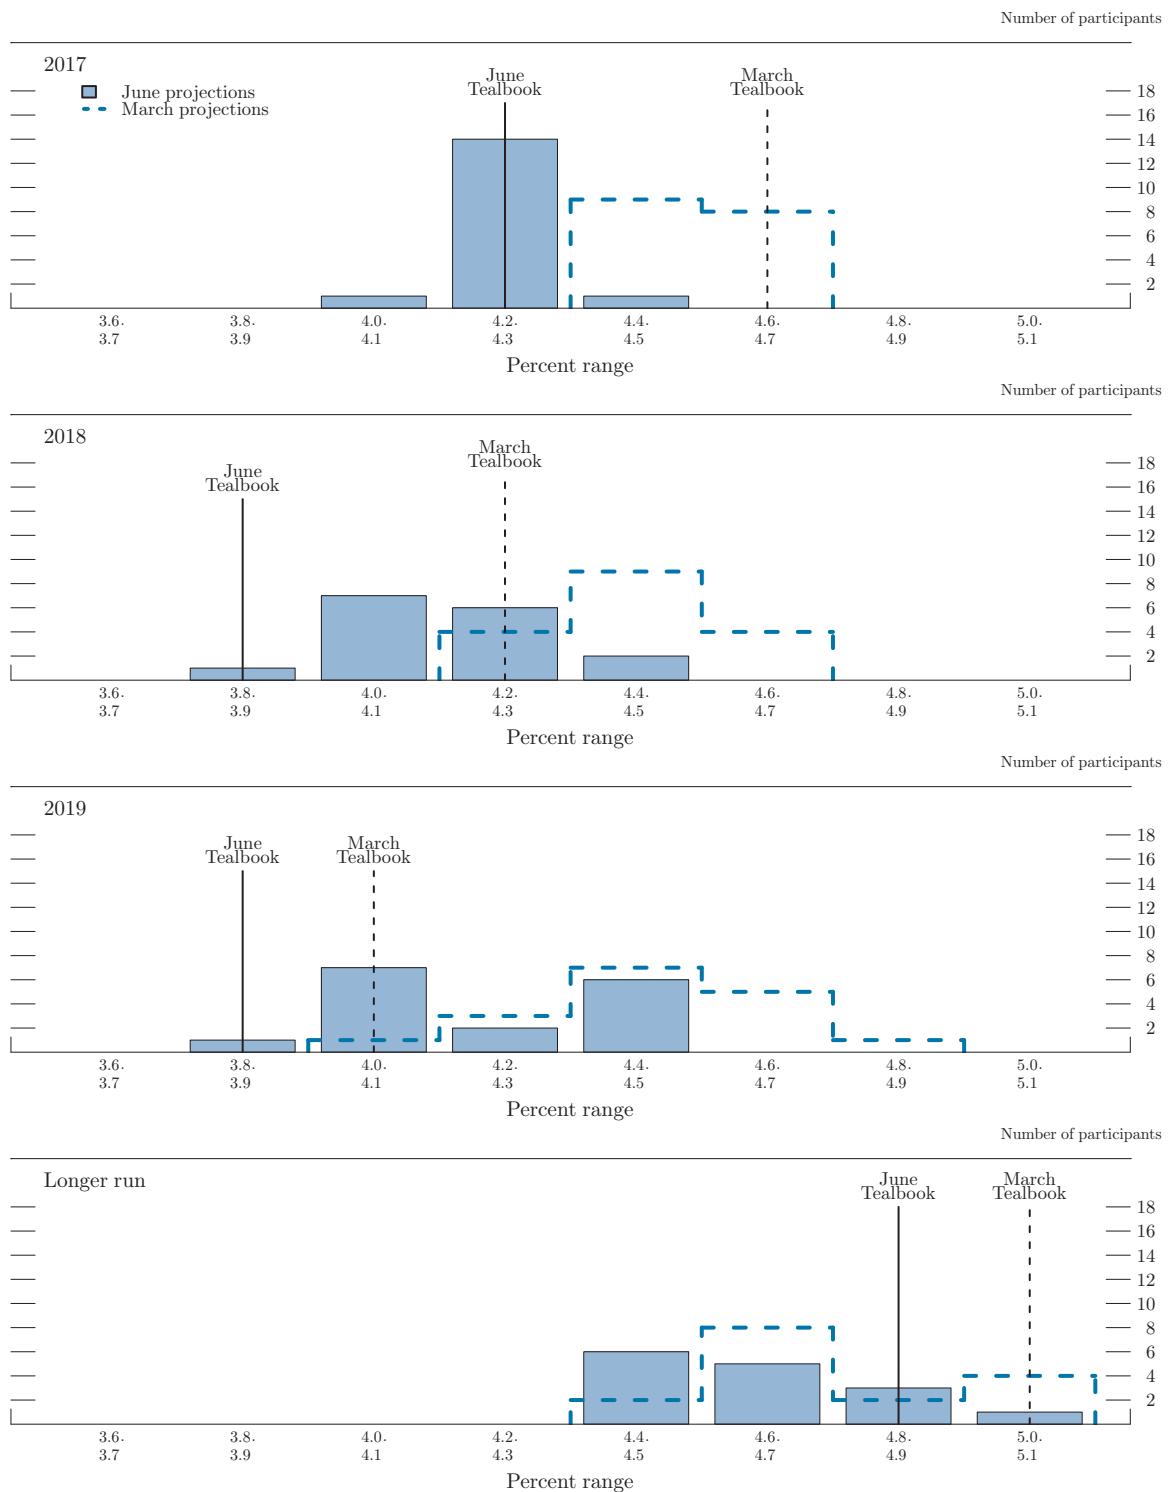 Number of participants
2017
June
Tealbook
March
Tealbook
June projections
March projections
18
16
14
12
10
8
6
4
2
3.6- 3.8- 4.0- 4.2- 4.4- 4.6- 4.8- 5.0-
3.7 3.9 4.1 4.3 4.5 4.7 4.9 5.1
Percent range
Number of participants
2018
June
Tealbook
March
Tealbook
18
16
14
12
10
8
6
4
2
3.6- 3.8- 4.0- 4.2- 4.4- 4.6- 4.8- 5.0-
3.7 3.9 4.1 4.3 4.5 4.7 4.9 5.1
Percent range
Number of participants
2019
June
Tealbook
March
Tealbook
18
16
14
12
10
8
6
4
2
3.6- 3.8- 4.0- 4.2- 4.4- 4.6- 4.8- 5.0-
3.7 3.9 4.1 4.3 4.5 4.7 4.9 5.1
Percent range
Number of participants
Longer run
June
Tealbook
March
Tealbook
18
16
14
12
10
8
6
4
2
3.6- 3.8- 4.0- 4.2- 4.4- 4.6- 4.8- 5.0-
3.7 3.9 4.1 4.3 4.5 4.7 4.9 5.1
Percent range